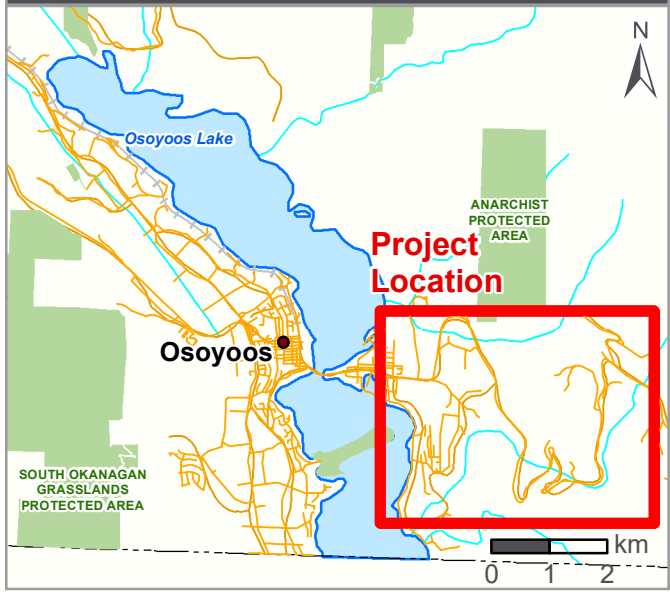 N
Osoyoos Lake
ANARCHIST
PROTECTED
AREA
Project
Location
Osoyoos
SOUTH OKANAGAN
GRASSLANDS
PROTECTED AREA
km
0 1 2